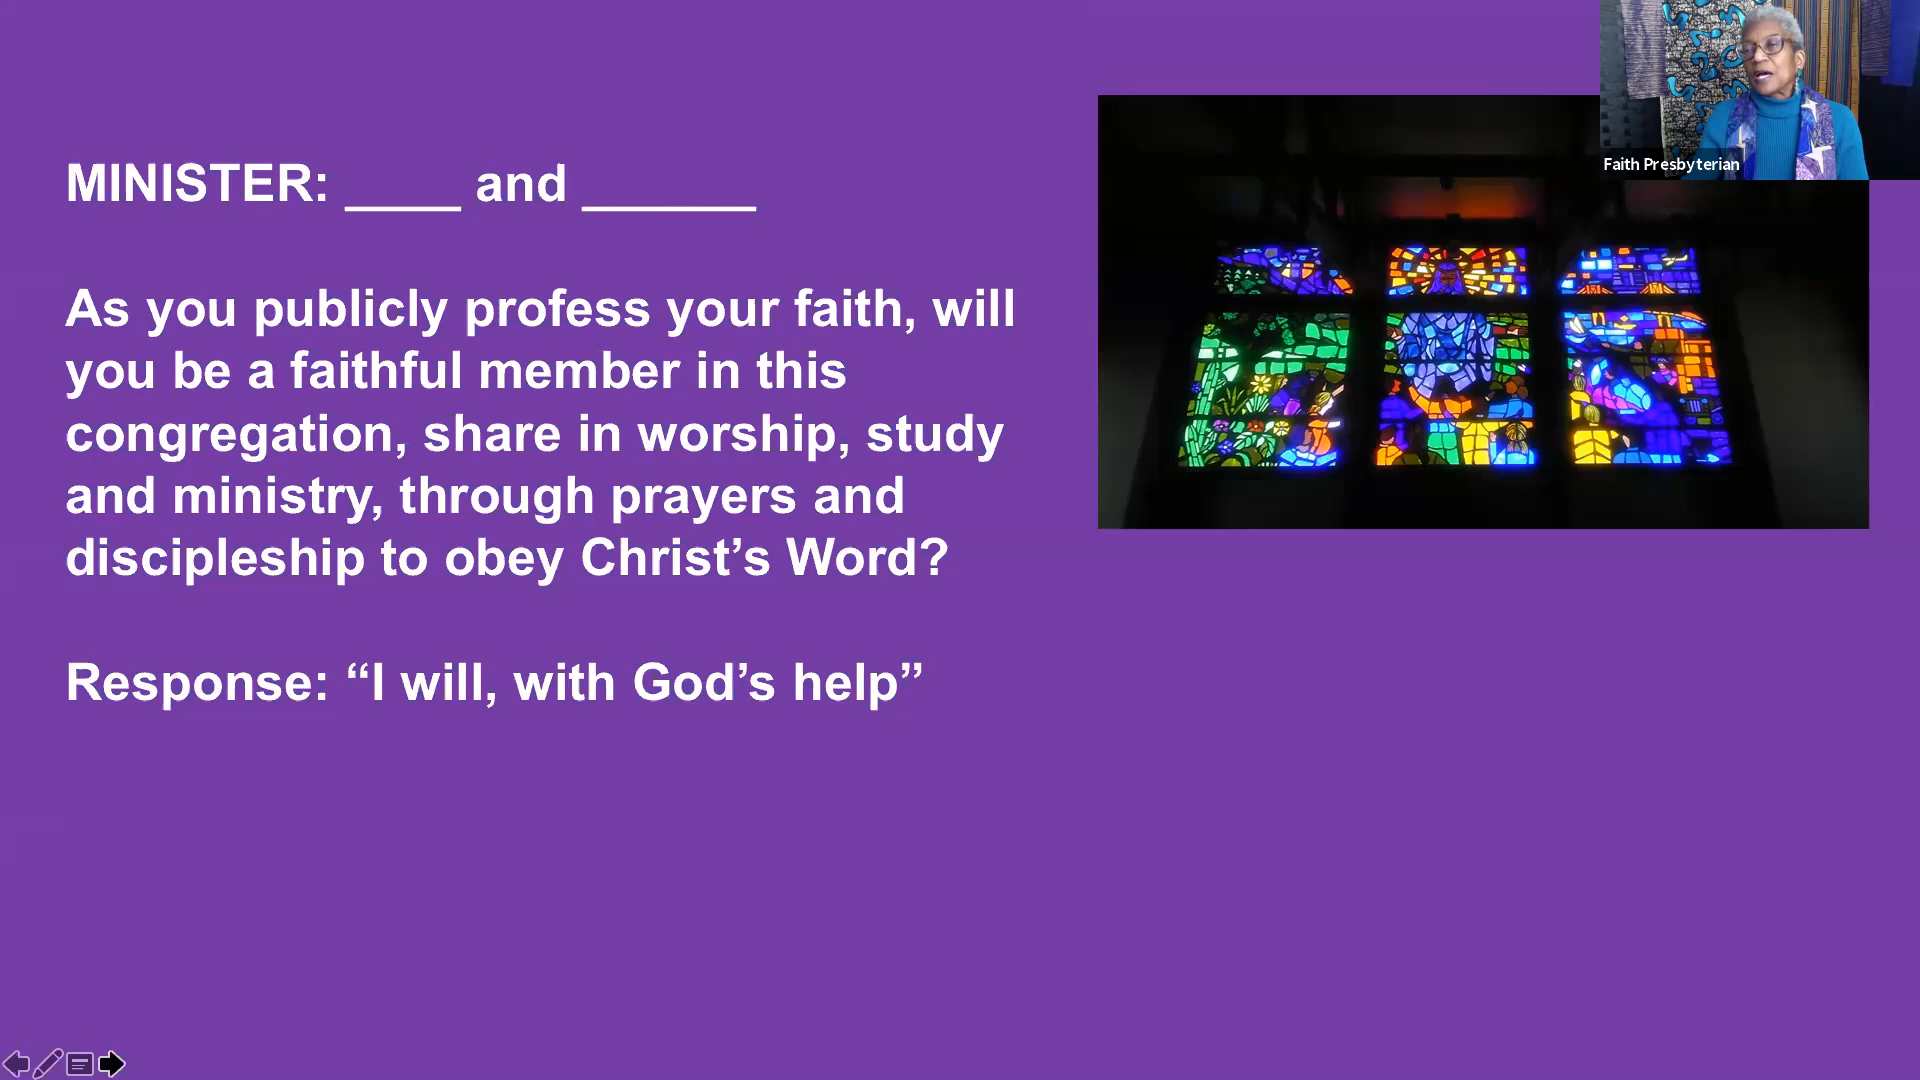 MINISTER: ____ and ______
As you publicly profess your faith, will
you be a faithful member in this
congregation, share in worship, study
and ministry, through prayers and
discipleship to obey Christ’s Word?
Response: “I will, with God’s help”
Faith Presbyterian